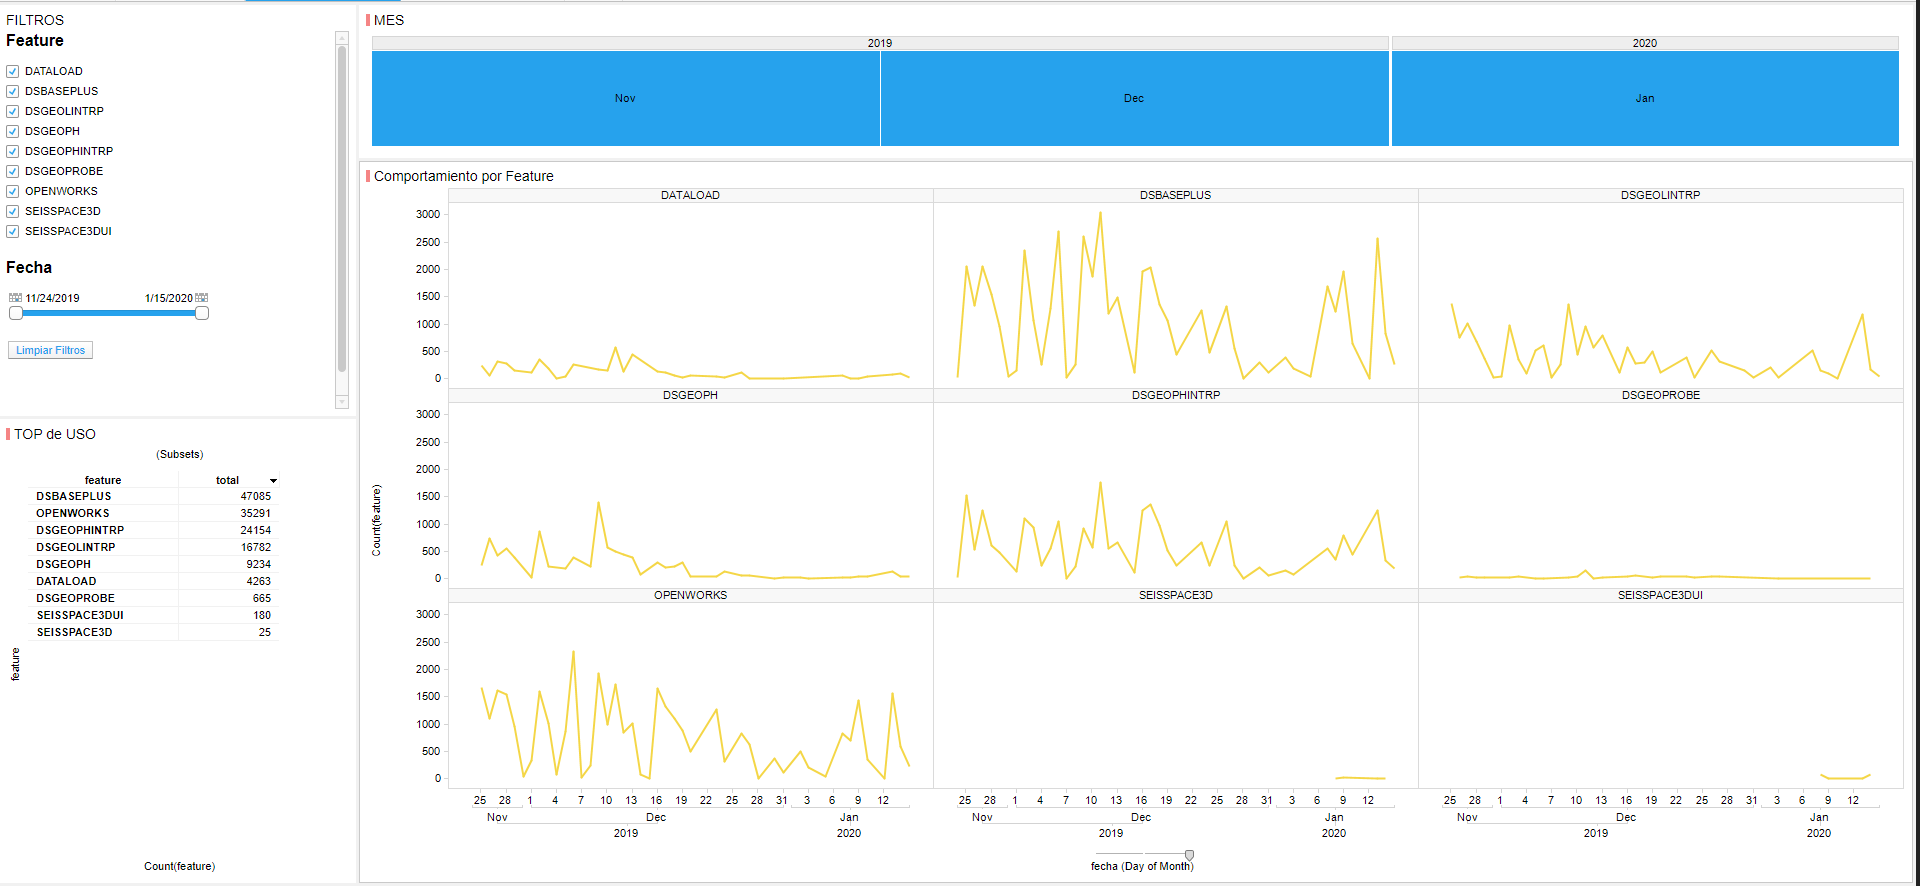 FILTROS
Feature
DATALOAD
DSBASEPLUS
DSGEOLINTRP
DSGEOPH
DSGEOPHINTRP
DSGEOPROBE
OPENWORKS
SEISSPACE3D
SEISSPACE3DUI
Fecha
11/24/2019 1/15/2020
Limpiar Filtros
TOP de USO
(Subsets)
feature total
DSBASEPLUS 47085
OPENWORKS 35291
DSGEOPHINTRP 24154
DSGEOLINTRP 16782
DSGEOPH 9234
DATALOAD 4263
DSGEOPROBE 665
SEISSPACE3DUI 180
SEISSPACE3D 25
feature
Count(feature)
MES
2019 2020
Nov Dec Jan
Comportamiento por Feature
DATALOAD DSBASEPLUS DSGEOLINTRP
3000
2500
2000
1500
1000
500
0
DSGEOPH DSGEOPHINTRP DSGEOPROBE
3000
2500
2000
1500
1000
500
0
Count(feature)
OPENWORKS SEISSPACE3D SEISSPACE3DUI
3000
2500
2000
1500
1000
500
0
25 28 1 4 7 10 13 16 19 22 25 28 31 3 6 9 12 25 28 1 4 7 10 13 16 19 22 25 28 31 3 6 9 12 25 28 1 4 7 10 13 16 19 22 25 28 31 3 6 9 12
Nov Dec Jan Nov Dec Jan Nov Dec Jan
2019 2020 2019 2020 2019 2020
fecha (Day of Month)